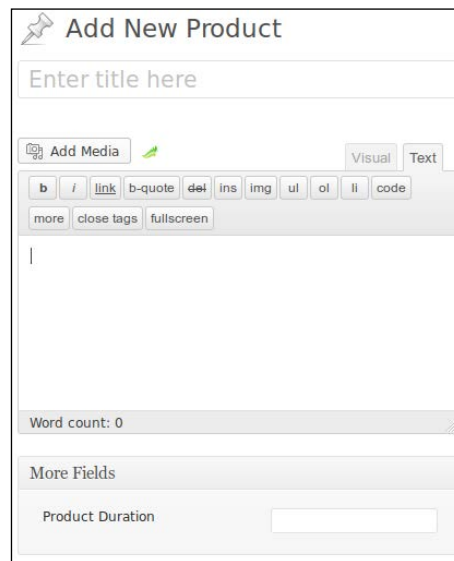 Add New Product
Enter title here
Add Media
Visual Text
b i link b-quote del ins img ul ol li code
more close tags fullscreen
Word count: 0
More Fields
Product Duration